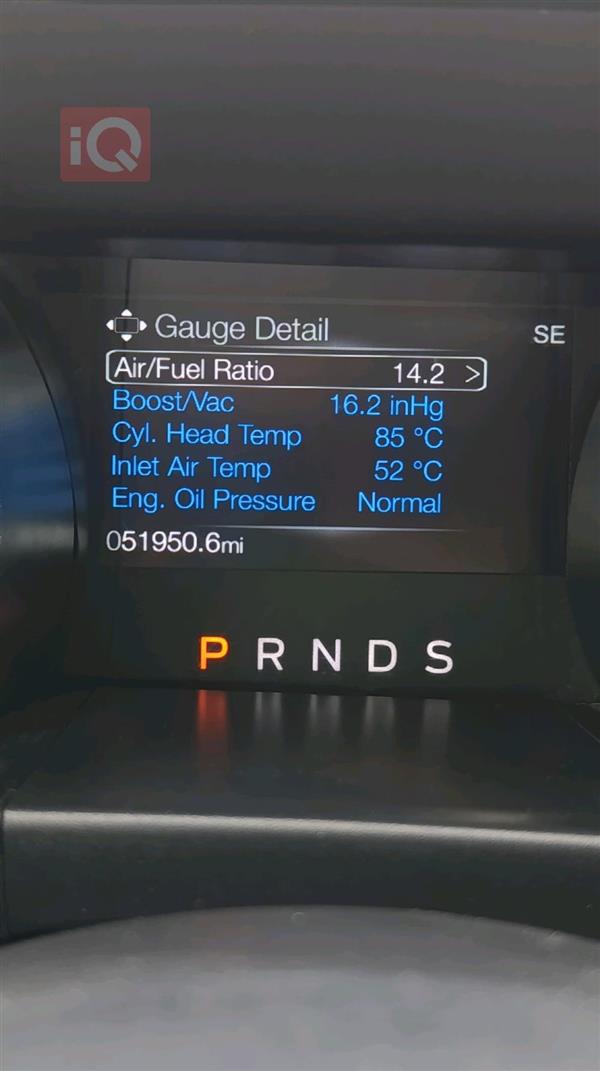 iQ
Gauge Detail
SE
Air/Fuel Ratio 14.2 >
Boost/Vac 16.2 inHg
Cyl. Head Temp 85 °C
Inlet Air Temp 52 °C
Eng. Oil Pressure Normal
051950.6mi
P R N D S